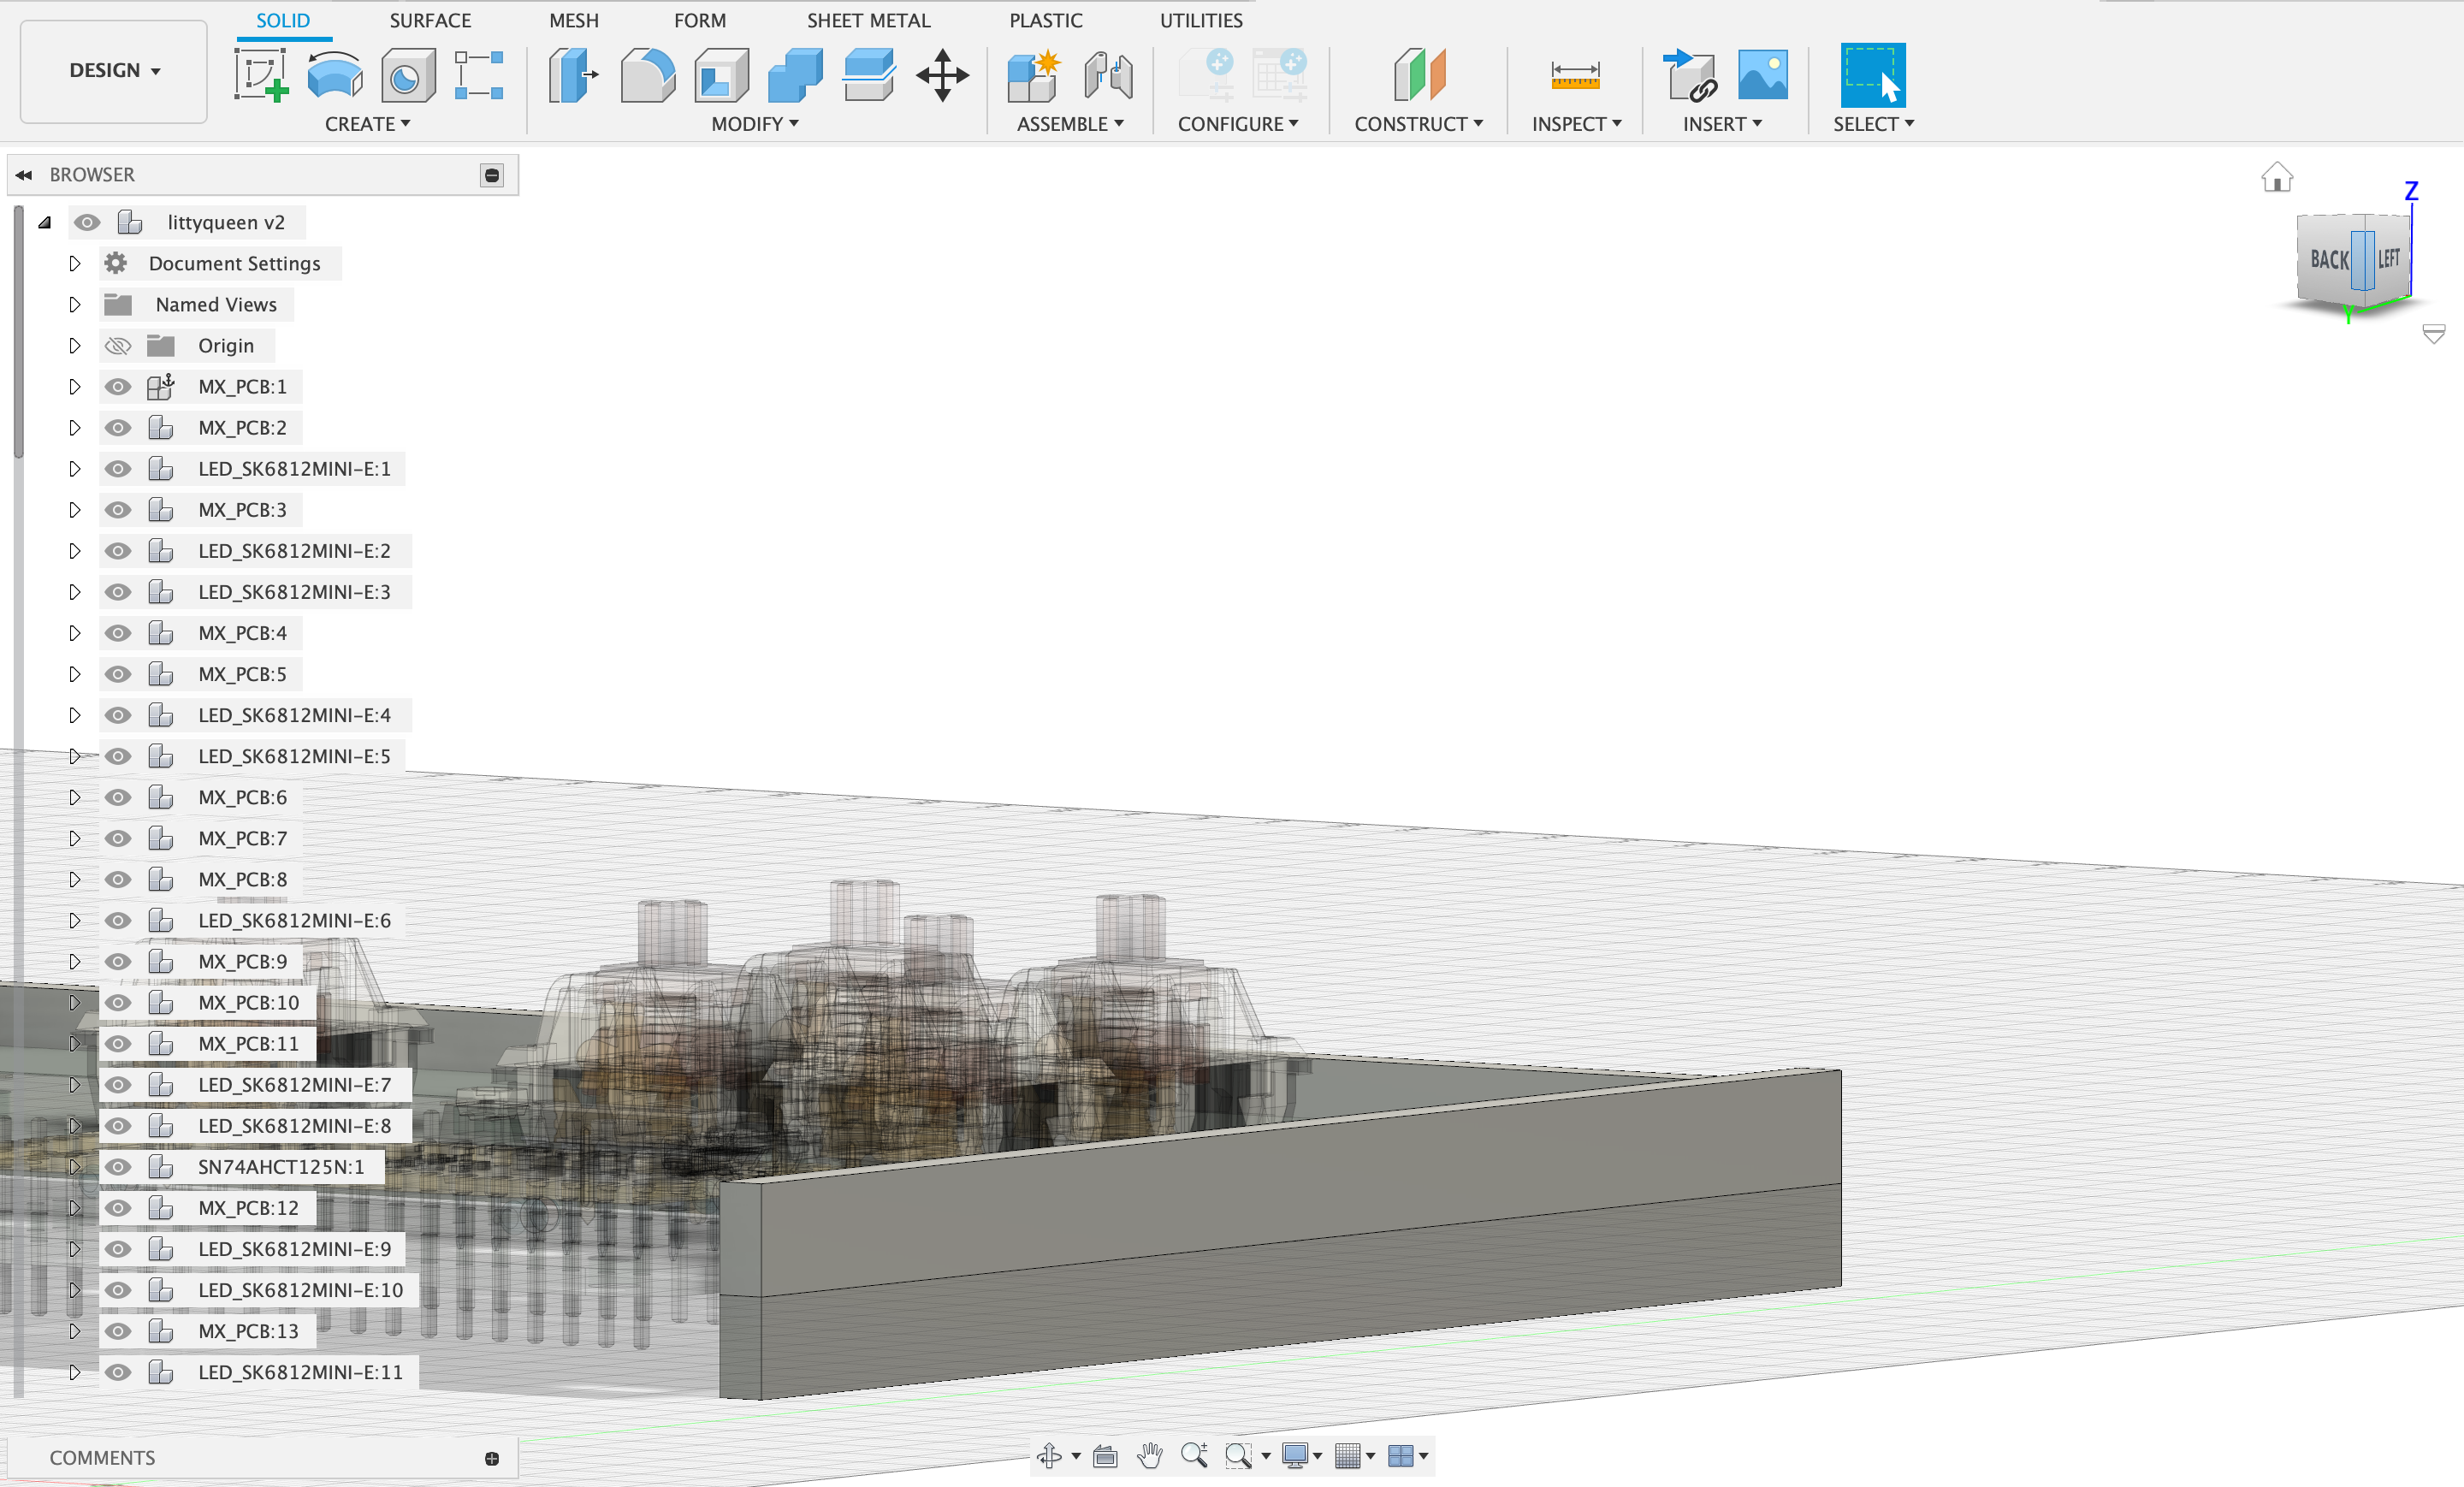 SOLID SURFACE MESH FORM SHEET METAL PLASTIC UTILITIES
DESIGN
CREATE MODIFY ASSEMBLE CONFIGURE CONSTRUCT INSPECT INSERT SELECT
BROWSER
littyqueen v2
Document Settings
Named Views
Origin
MX_PCB:1
MX_PCB:2
LED_SK6812MINI-E:1
MX_PCB:3
LED_SK6812MINI-E:2
LED_SK6812MINI-E:3
MX_PCB:4
MX_PCB:5
LED_SK6812MINI-E:4
LED_SK6812MINI-E:5
MX_PCB:6
MX_PCB:7
MX_PCB:8
LED_SK6812MINI-E:6
MX_PCB:9
MX_PCB:10
MX_PCB:11
LED_SK6812MINI-E:7
LED_SK6812MINI-E:8
SN74AHCT125N:1
MX_PCB:12
LED_SK6812MINI-E:9
LED_SK6812MINI-E:10
MX_PCB:13
LED_SK6812MINI-E:11
COMMENTS
Z
BACK LEFT
Y